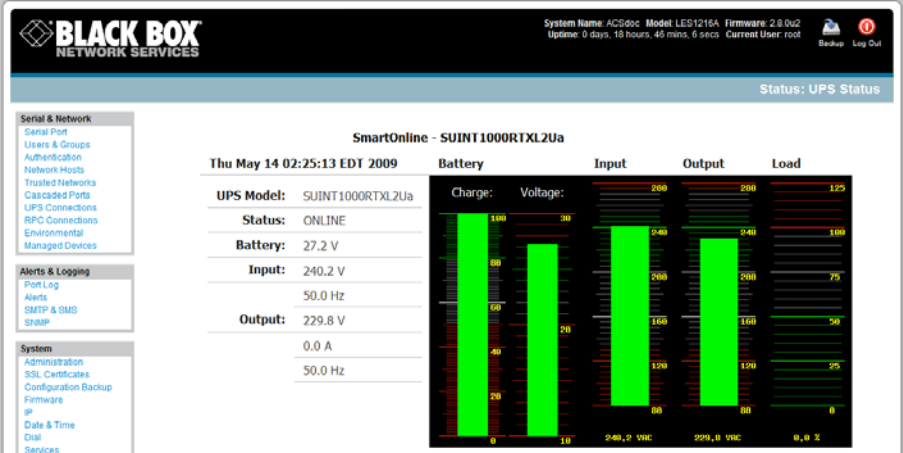 BLACK BOX
NETWORK SERVICES
System Name: ACSdoc Model: LES1216A Firmware: 2.8.0u2
Uptime: 0 days, 18 hours, 46 mins, 6 secs Current User: root
Backup
Log Out
Status: UPS Status
Serial & Network
Serial Port
Users & Groups
Authentication
Network Hosts
Trusted Networks
Cascaded Ports
UPS Connections
RPC Connections
Environmental
Managed Devices
Alerts & Logging
Port Log
Alerts
SMTP & SMS
SNMP
System
Administration
SSL Certificates
Configuration Backup
Firmware
IP
Date & Time
Dial
Services
SmartOnline - SUINT1000RTXL2Ua
Thu May 14 02:25:13 EDT 2009
UPS Model: SUINT1000RTXL2Ua
Status: ONLINE
Battery: 27.2 V
Input: 240.2 V
50.0 Hz
Output: 229.8 V
0.0 A
50.0 Hz
Battery Input Output Load
Charge: Voltage:
100
80
60
40
20
0
30
20
10
280
240
200
160
120
80
240,2 VAC
280
240
200
160
120
80
229,8 VAC
125
100
75
50
25
0
0,0 %